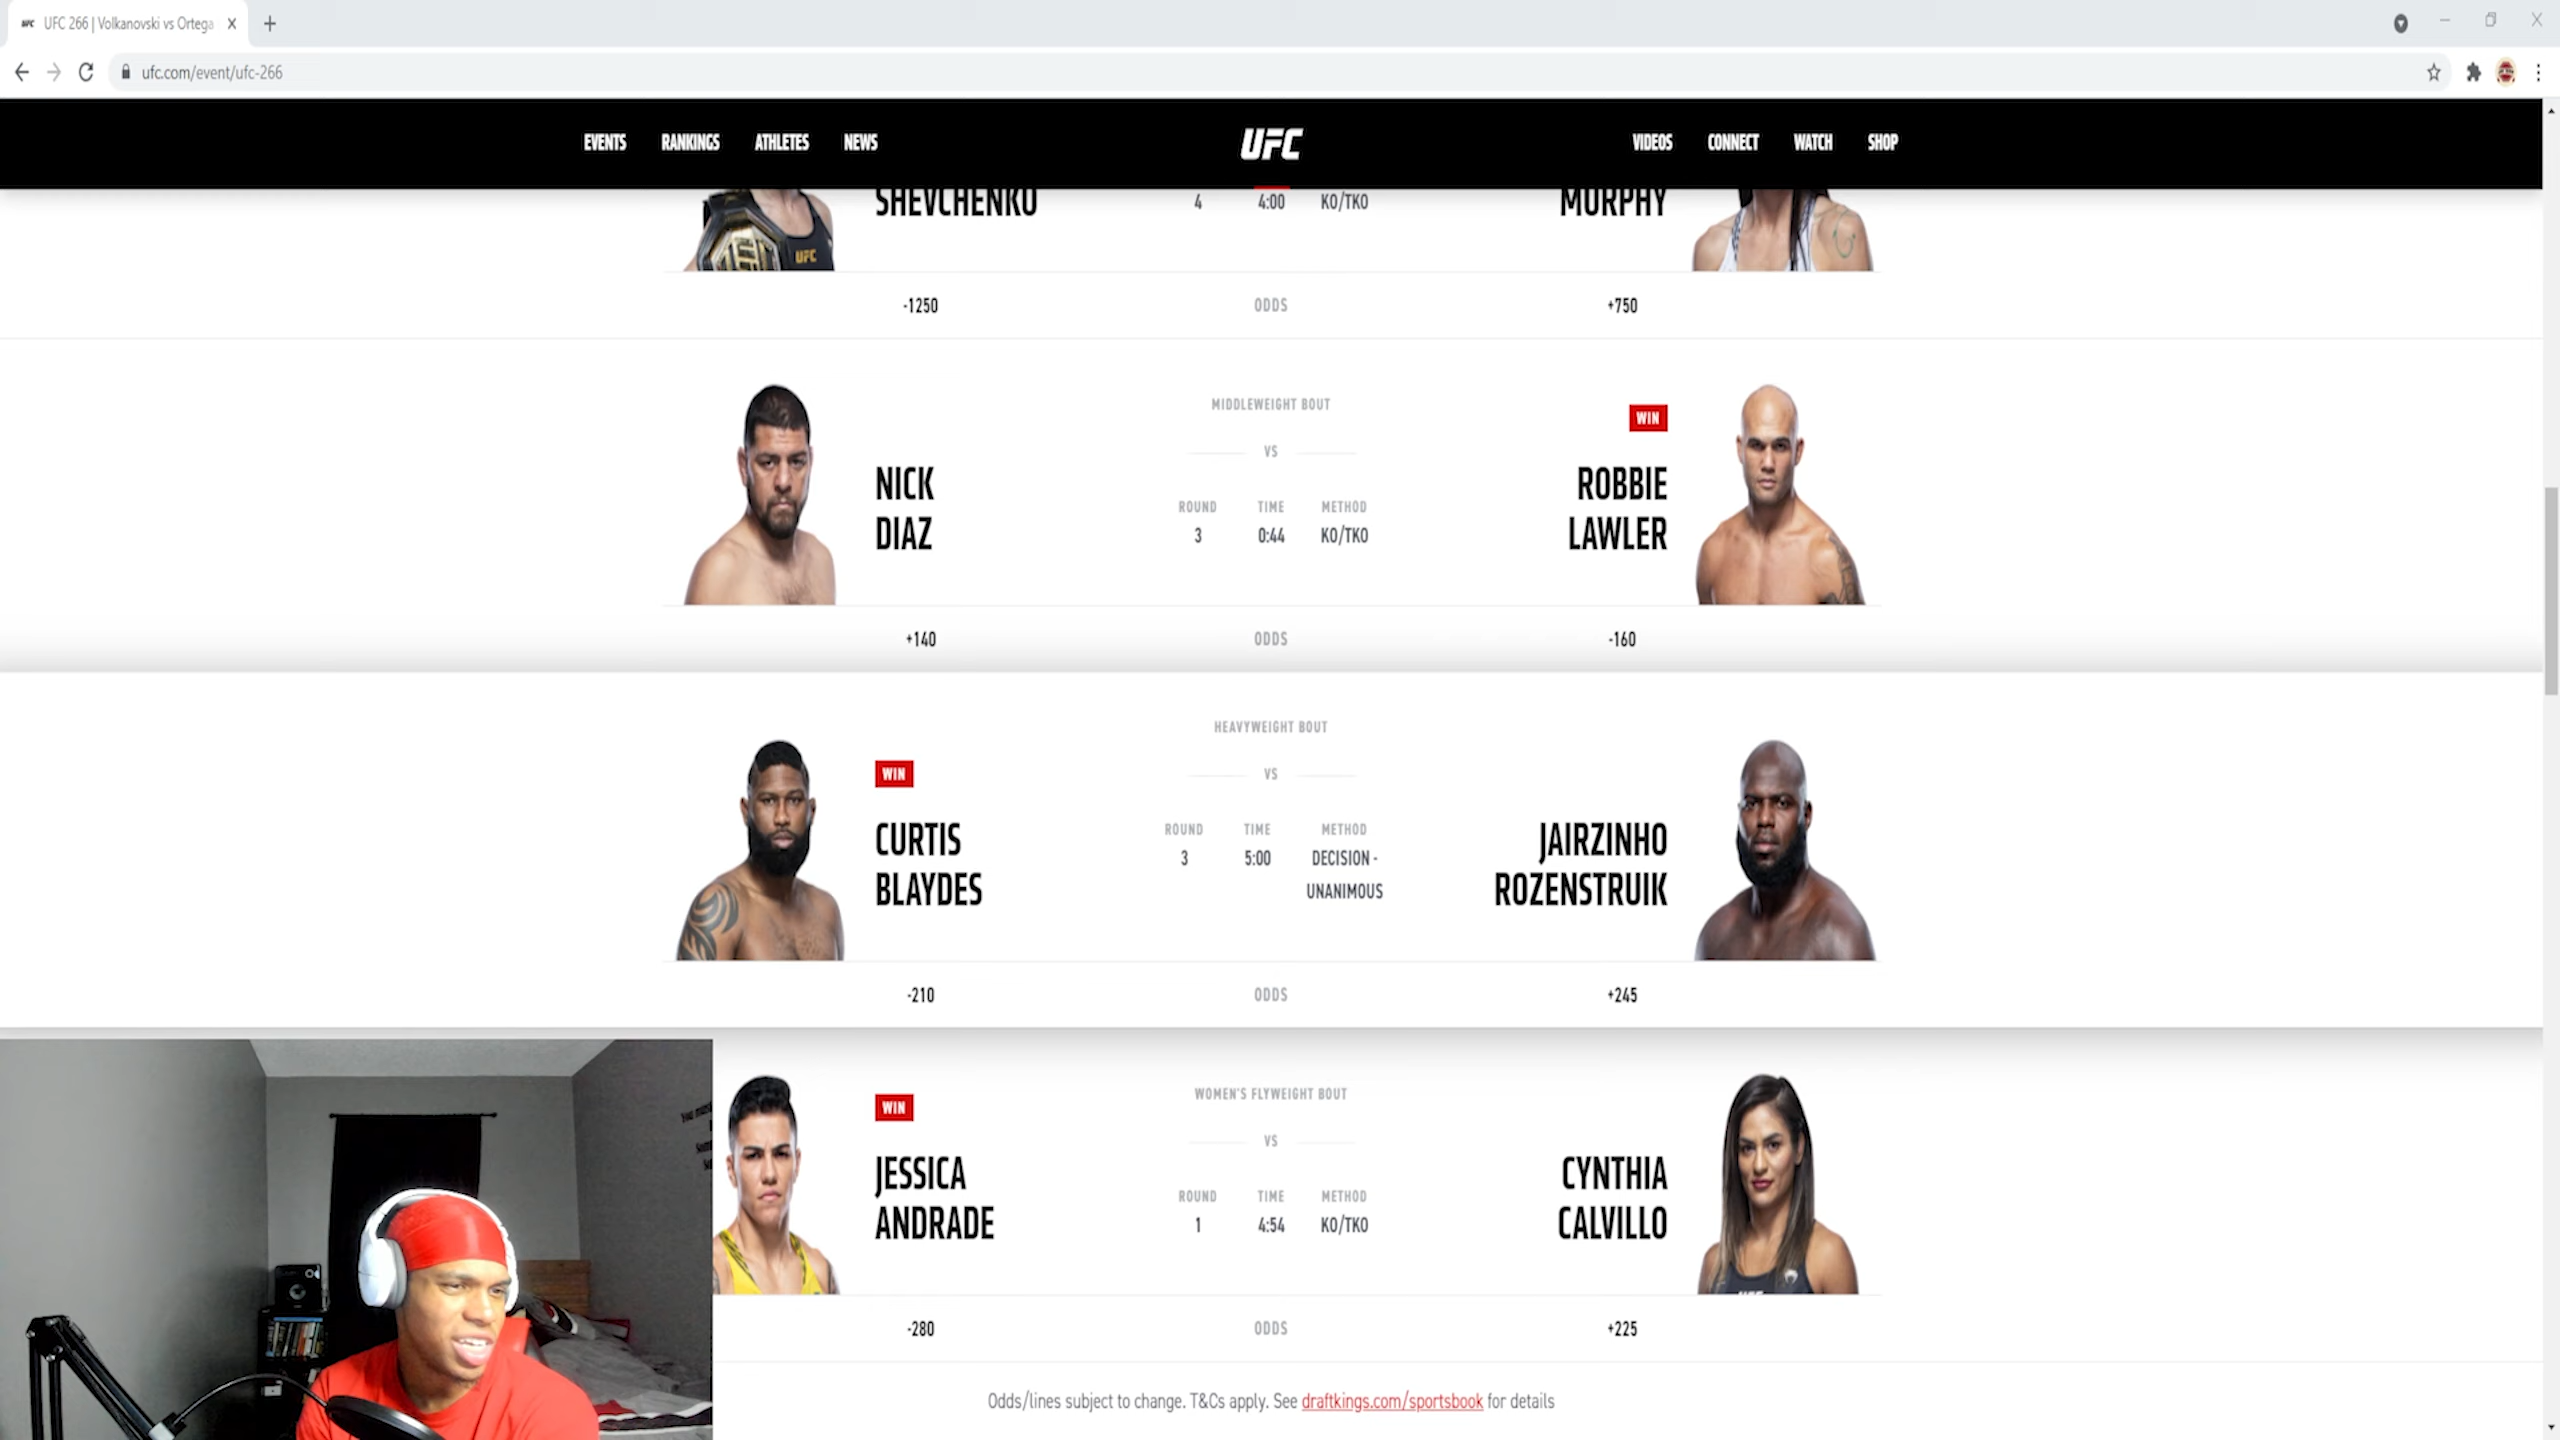 UFC 266 | Volkanovski vs Ortega
ufc.com/event/ufc-266
EVENTS RANKINGS ATHLETES NEWS UFC VIDEOS CONNECT WATCH SHOP
SHEVCHENKO 4 4:00 KO/TKO MURPHY
UFC
-1250 ODDS +750
MIDDLEWEIGHT BOUT
WIN
VS
NICK ROBBIE
ROUND TIME METHOD
DIAZ 3 0:44 KO/TKO LAWLER
+140 ODDS -160
HEAVYWEIGHT BOUT
WIN VS
CURTIS ROUND TIME METHOD JAIRZINHO
3 5:00 DECISION -
BLAYDES UNANIMOUS ROZENSTRUIK
-210 ODDS +245
WOMEN'S FLYWEIGHT BOUT
WIN
VS
JESSICA CYNTHIA
ROUND TIME METHOD
ANDRADE 1 4:54 KO/TKO CALVILLO
-280 ODDS +225
Odds/lines subject to change. T&Cs apply. See draftkings.com/sportsbook for details